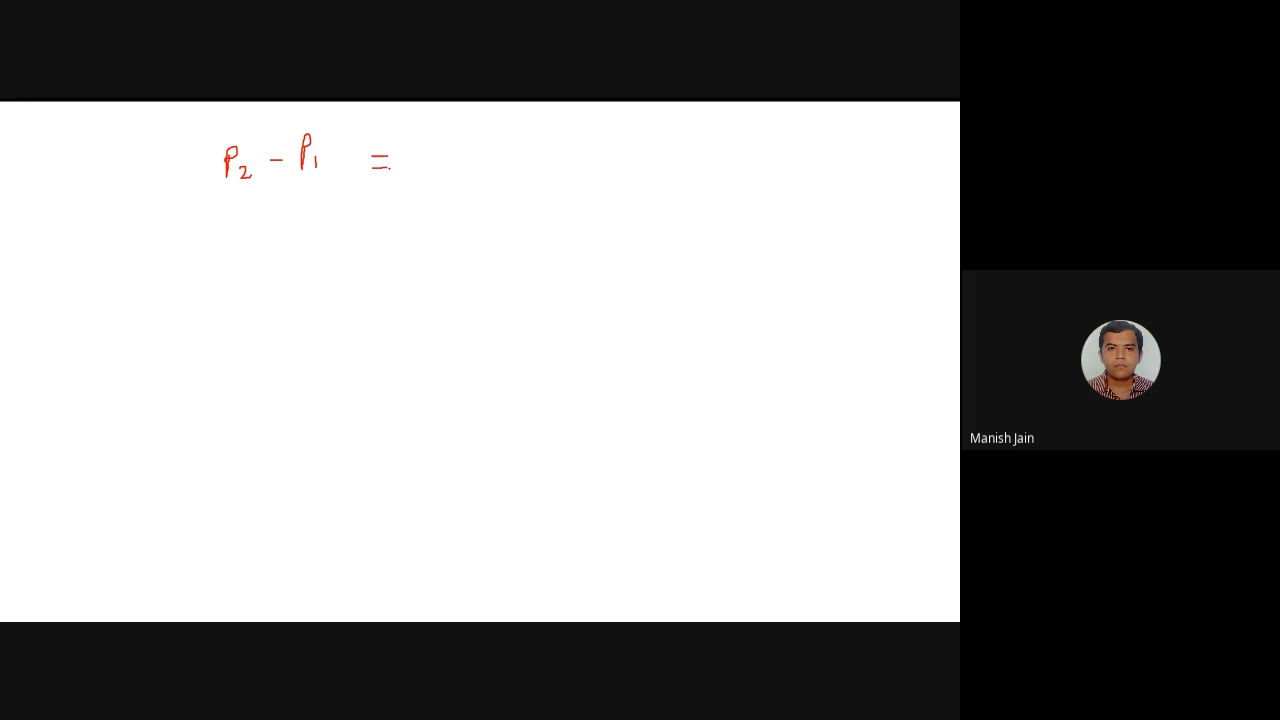 P₂ - P₁ =
Manish Jain